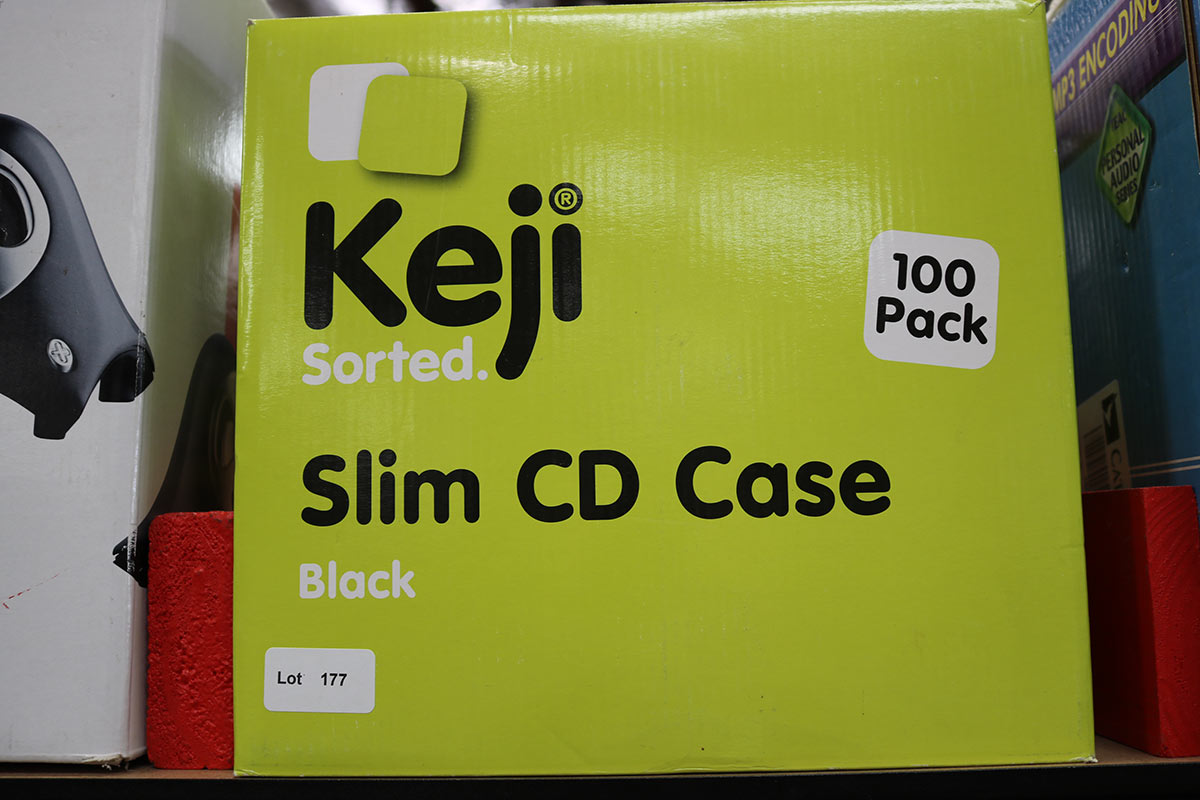 Keji®
Sorted.
100
Pack
Slim CD Case
Black
Lot 177
MP3 ENCODING
PERSONAL
AUDIO
SERIES